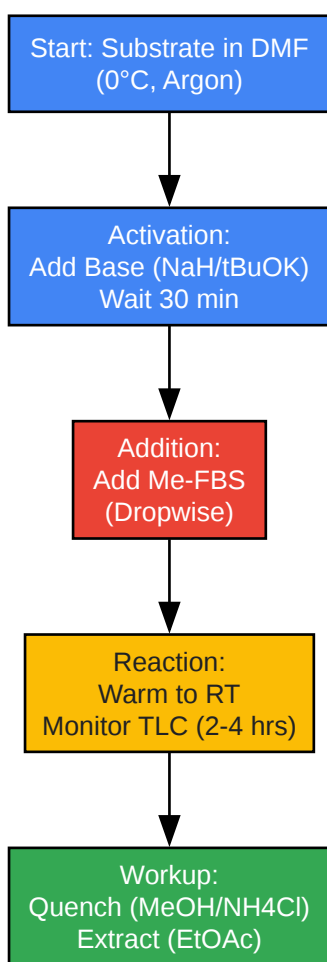 Start: Substrate in DMF
(0°C, Argon)
Activation:
Add Base (NaH/tBuOK)
Wait 30 min
Addition:
Add Me-FBS
(Dropwise)
Reaction:
Warm to RT
Monitor TLC (2-4 hrs)
Workup:
Quench (MeOH/NH4Cl)
Extract (EtOAc)